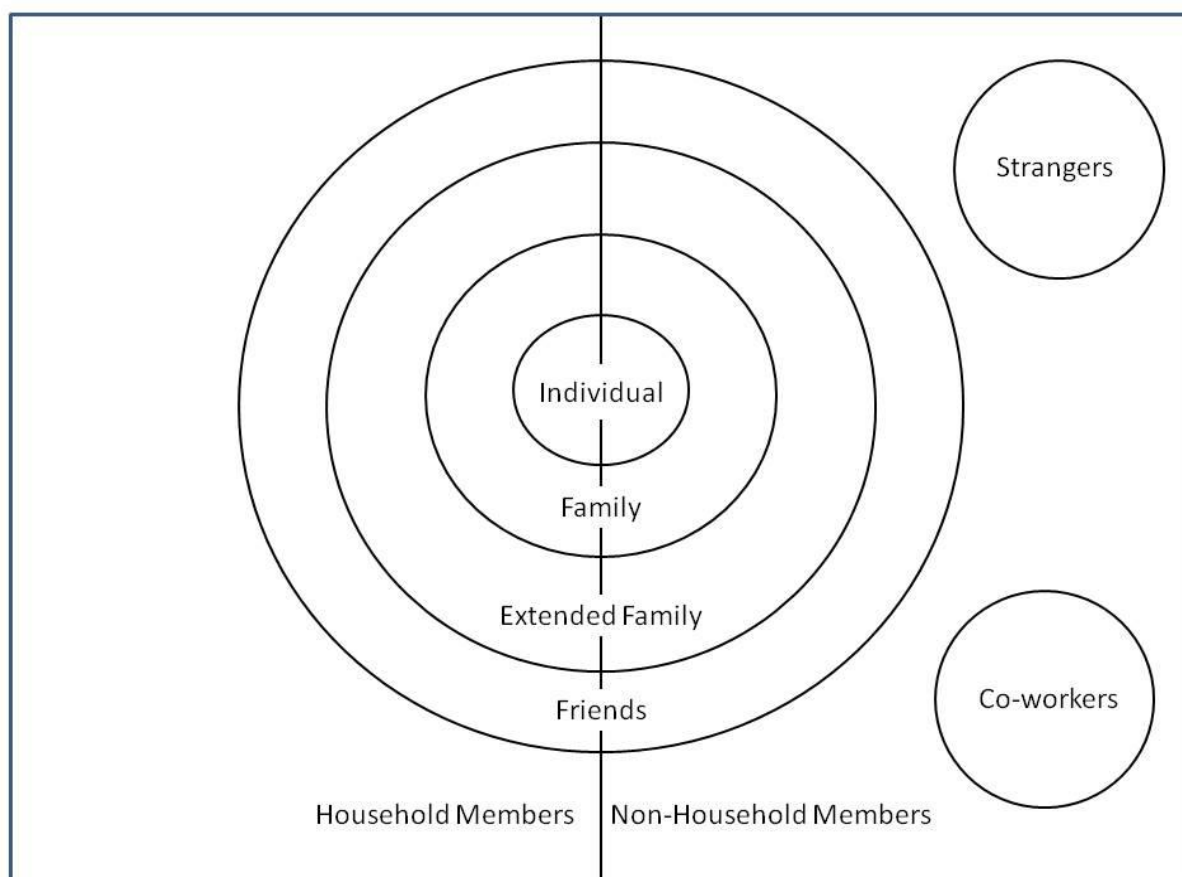 Strangers
Individual
Family
Extended Family
Friends
Co-workers
Household Members
Non-Household Members